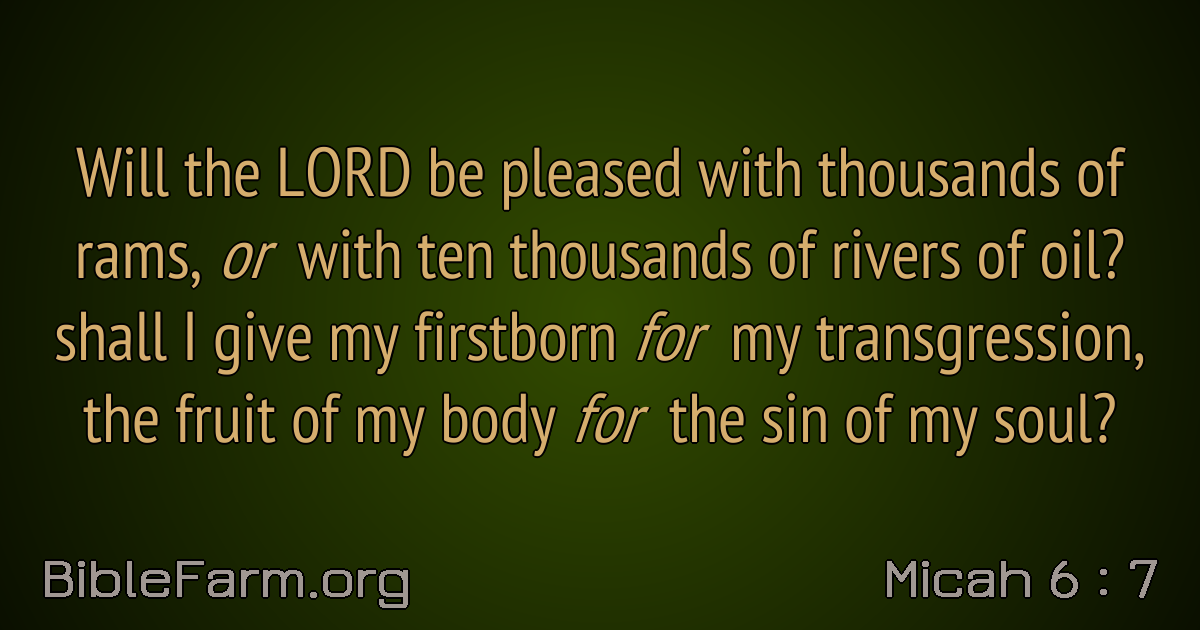 Will the LORD be pleased with thousands of
rams, or with ten thousands of rivers of oil?
shall I give my firstborn for my transgression,
the fruit of my body for the sin of my soul?
BibleFarm.org
Micah 6 : 7